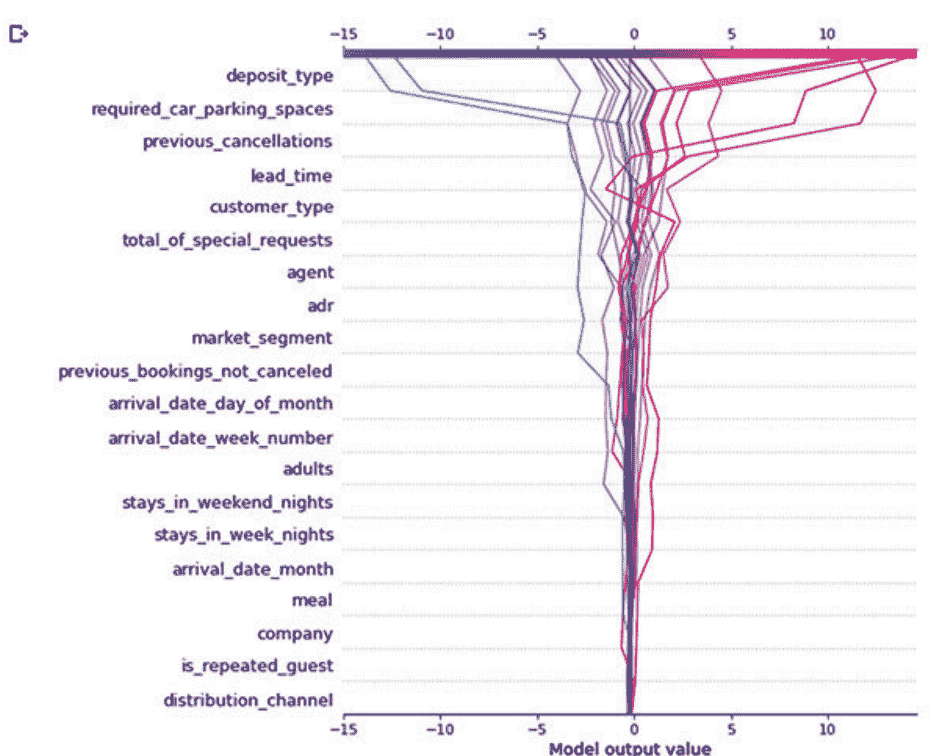 −15 −10 −5 0 5 10
deposit_type
required_car_parking_spaces
previous_cancellations
lead_time
customer_type
total_of_special_requests
agent
adr
market_segment
previous_bookings_not_canceled
arrival_date_day_of_month
arrival_date_week_number
adults
stays_in_weekend_nights
stays_in_week_nights
arrival_date_month
meal
company
is_repeated_guest
distribution_channel
−15 −10 −5 0 5 10
Model output value